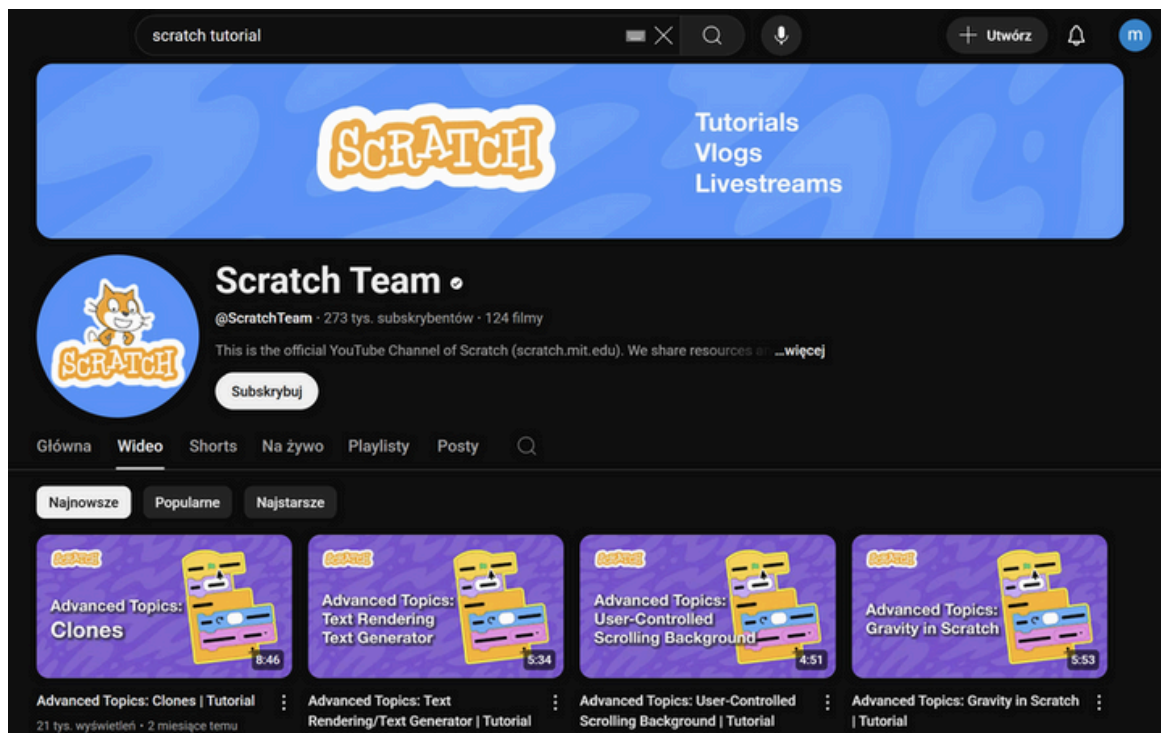 scratch tutorial
Utwórz
m
SCRATCH
Tutorials
Vlogs
Livestreams
SCRATCH
Scratch Team
@ScratchTeam · 273 tys. subskrybentów · 124 filmy
This is the official YouTube Channel of Scratch (scratch.mit.edu). We share resources ...więcej
Subskrybuj
Główna Wideo Shorts Na żywo Playlisty Posty
Najnowsze Popularne Najstarsze
SCRATCH
Advanced Topics:
Clones
8:46
SCRATCH
Advanced Topics:
Text Rendering
Text Generator
5:34
SCRATCH
Advanced Topics:
User-Controlled
Scrolling Background
4:51
SCRATCH
Advanced Topics:
Gravity in Scratch
5:53
Advanced Topics: Clones | Tutorial
21 tys. wyświetleń · 2 miesiące temu
Advanced Topics: Text
Rendering/Text Generator | Tutorial
Advanced Topics: User-Controlled
Scrolling Background | Tutorial
Advanced Topics: Gravity in Scratch
| Tutorial